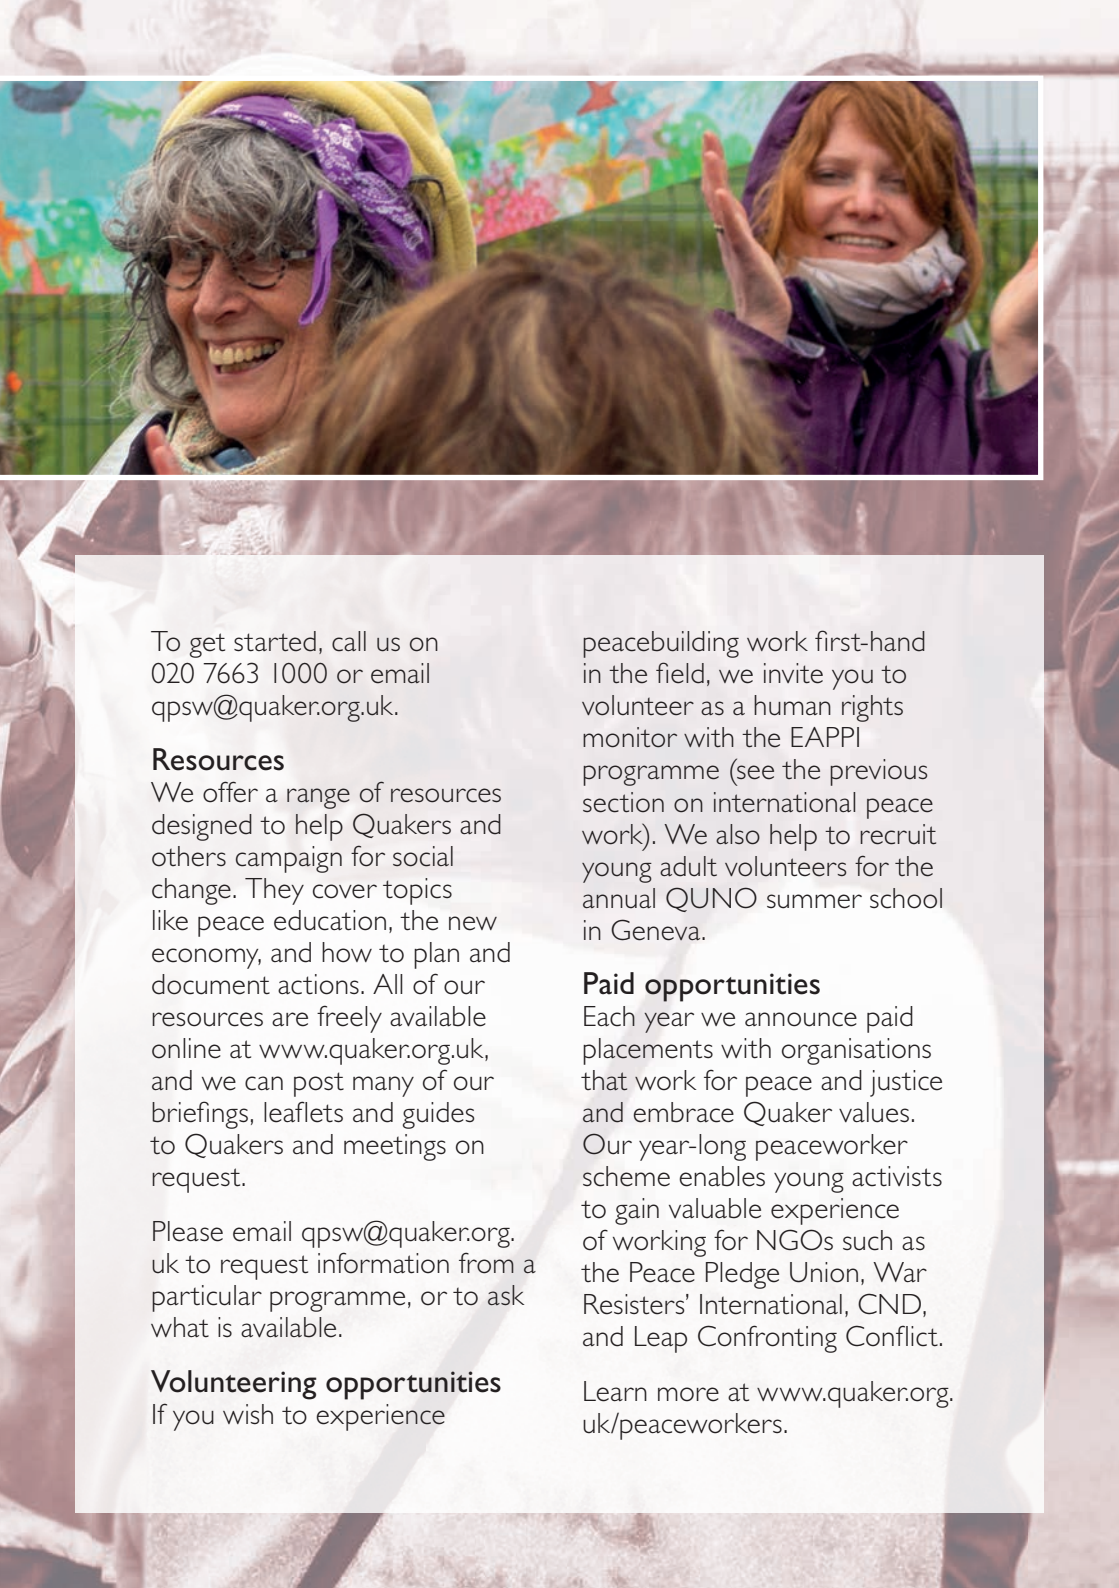 To get started, call us on
020 7663 1000 or email
qpsw@quaker.org.uk.
Resources
We offer a range of resources
designed to help Quakers and
others campaign for social
change. They cover topics
like peace education, the new
economy, and how to plan and
document actions. All of our
resources are freely available
online at www.quaker.org.uk,
and we can post many of our
briefings, leaflets and guides
to Quakers and meetings on
request.
Please email qpsw@quaker.org.
uk to request information from a
particular programme, or to ask
what is available.
Volunteering opportunities
If you wish to experience
peacebuilding work first-hand
in the field, we invite you to
volunteer as a human rights
monitor with the EAPPI
programme (see the previous
section on international peace
work). We also help to recruit
young adult volunteers for the
annual QUNO summer school
in Geneva.
Paid opportunities
Each year we announce paid
placements with organisations
that work for peace and justice
and embrace Quaker values.
Our year-long peaceworker
scheme enables young activists
to gain valuable experience
of working for NGOs such as
the Peace Pledge Union, War
Resisters’ International, CND,
and Leap Confronting Conflict.
Learn more at www.quaker.org.
uk/peaceworkers.